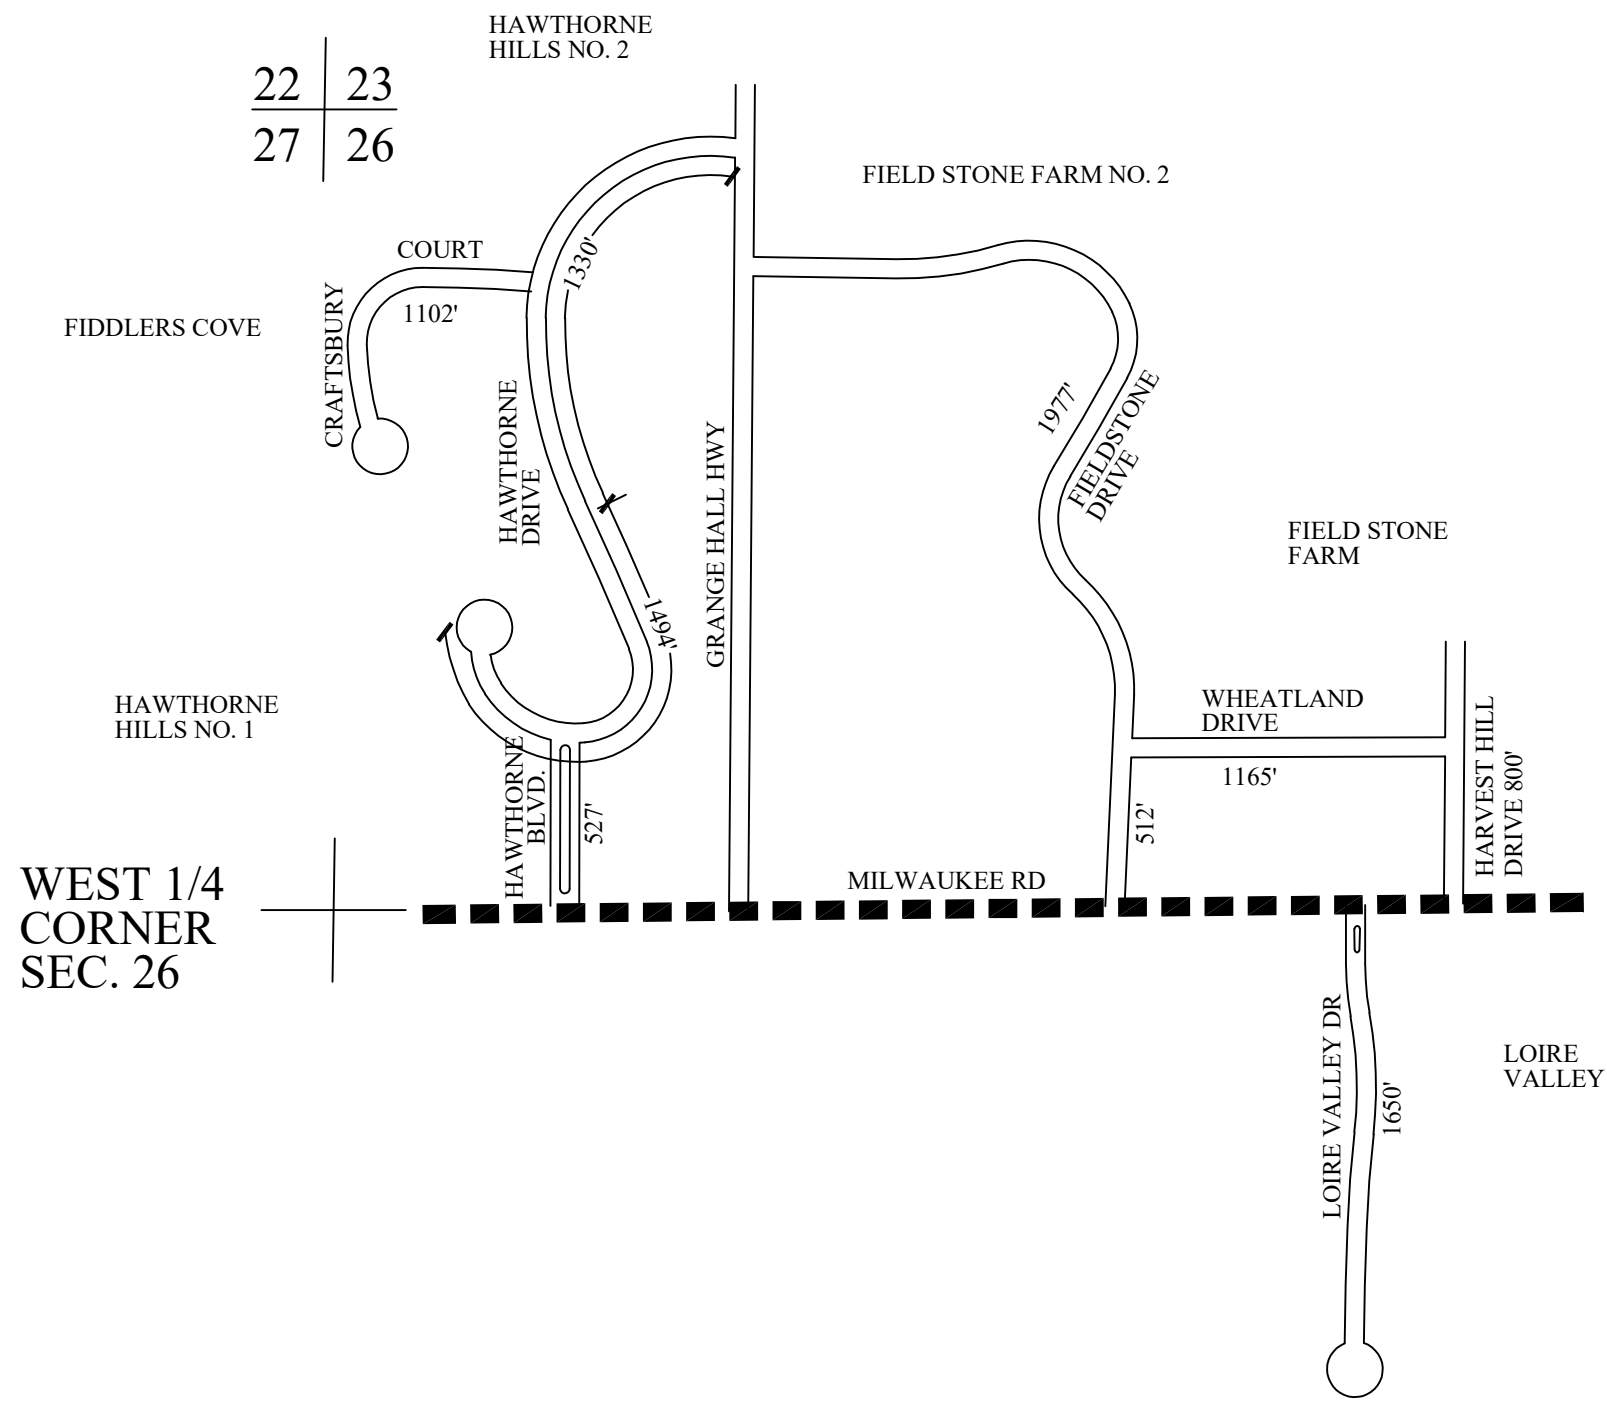 HAWTHORNE
HILLS NO. 2
22 23
27 26
FIELD STONE FARM NO. 2
COURT
1330'
CRAFTSBURY
1102'
FIDDLERS COVE
HAWTHORNE
DRIVE
1977'
FIELDSTONE
DRIVE
GRANGE HALL HWY
FIELD STONE
FARM
1494'
HAWTHORNE
HILLS NO. 1
WHEATLAND
DRIVE
1165'
HARVEST HILL
DRIVE 800'
HAWTHORNE
BLVD.
527'
512'
MILWAUKEE RD
WEST 1/4
CORNER
SEC. 26
LOIRE VALLEY DR
1650'
LOIRE
VALLEY